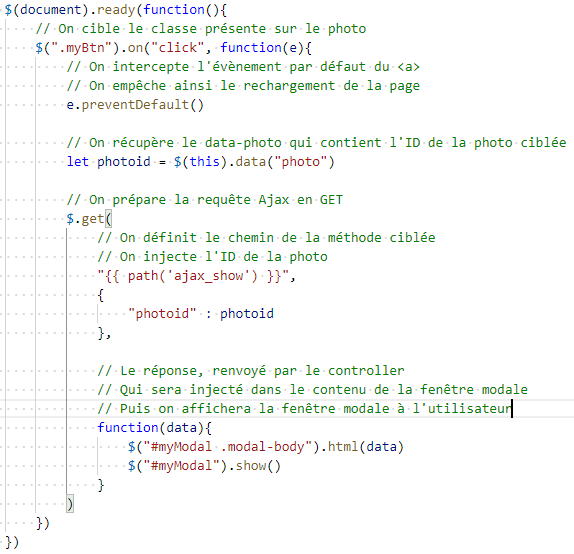 $(document).ready(function(){
// On cible le classe présente sur le photo
$(".myBtn").on("click", function(e){
// On intercepte l'évènement par défaut du <a>
// On empêche ainsi le rechargement de la page
e.preventDefault()
// On récupère le data-photo qui contient l'ID de la photo ciblée
let photoid = $(this).data("photo")
// On prépare la requête Ajax en GET
$.get(
// On définit le chemin de la méthode ciblée
// On injecte l'ID de la photo
"{{ path('ajax_show') }}",
{
"photoid" : photoid
},
// Le réponse, renvoyé par le controller
// Qui sera injecté dans le contenu de la fenêtre modale
// Puis on affichera la fenêtre modale à l'utilisateur
function(data){
$("#myModal .modal-body").html(data)
$("#myModal").show()
}
)
})
})